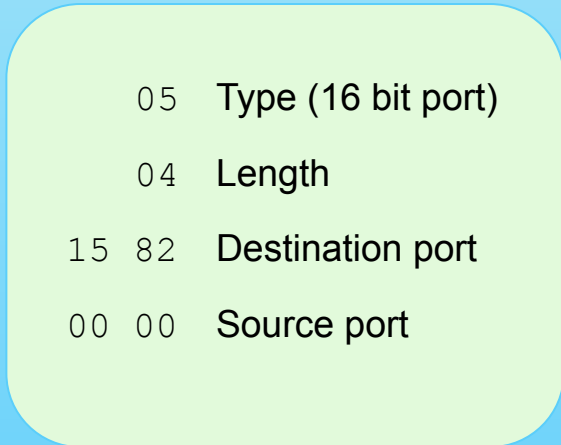 05 Type (16 bit port)
04 Length
15 82 Destination port
00 00 Source port